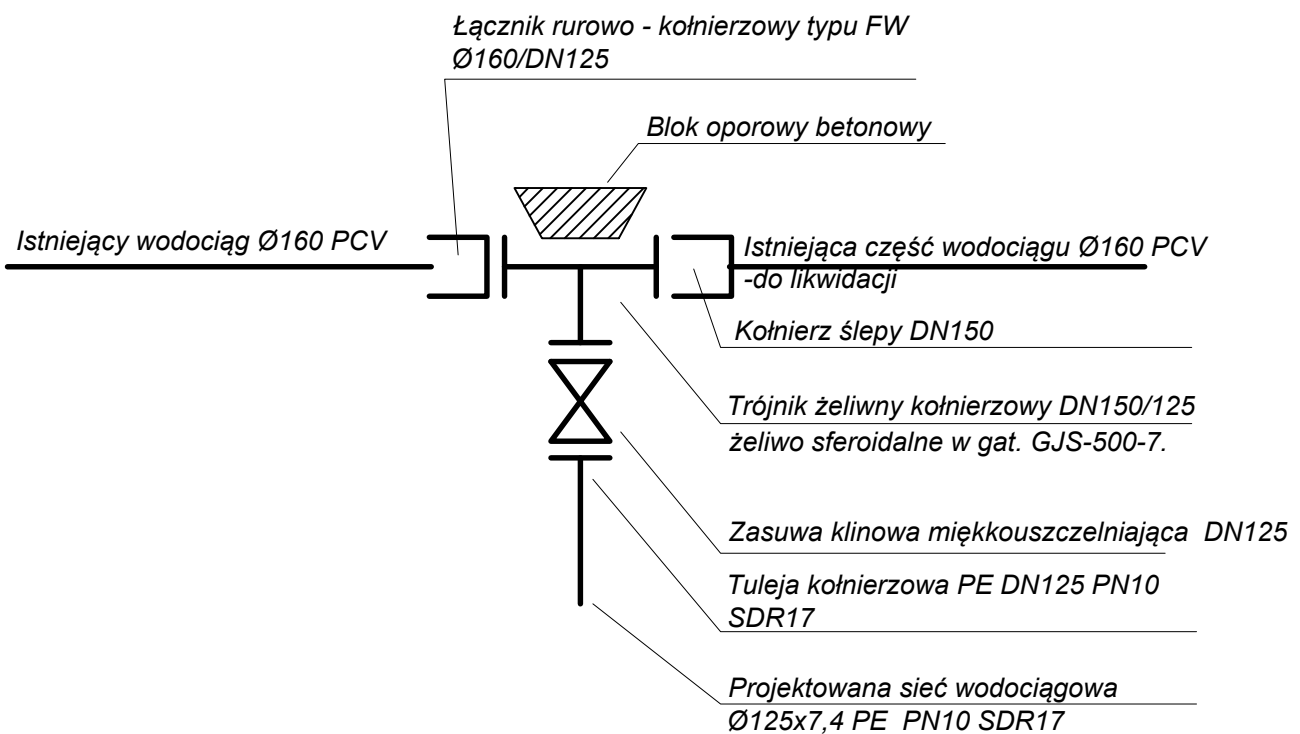 Łącznik rurowo - kołnierzowy typu FW
Ø160/DN125
Blok oporowy betonowy
Istniejący wodociąg Ø160 PCV
Istniejąca część wodociągu Ø160 PCV
-do likwidacji
Kołnierz ślepy DN150
Trójnik żeliwny kołnierzowy DN150/125
żeliwo sferoidalne w gat. GJS-500-7.
Zasuwa klinowa miękkouszczelniająca DN125
Tuleja kołnierzowa PE DN125 PN10
SDR17
Projektowana sieć wodociągowa
Ø125x7,4 PE PN10 SDR17